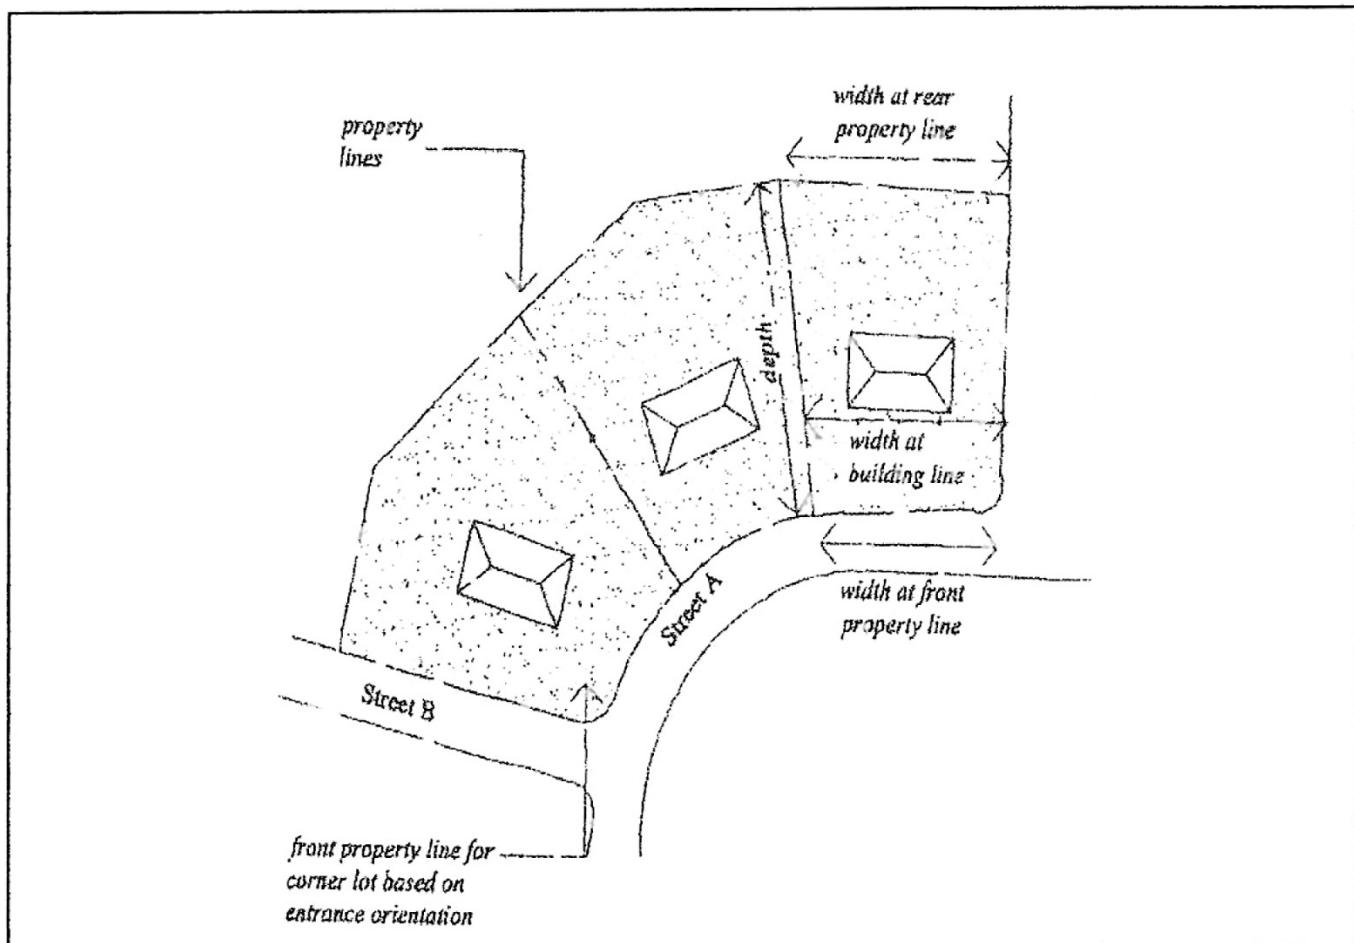 width at rear
property line
property
lines
depth
width at
building line
Street A
width at front
property line
Street B
front property line for
corner lot based on
entrance orientation